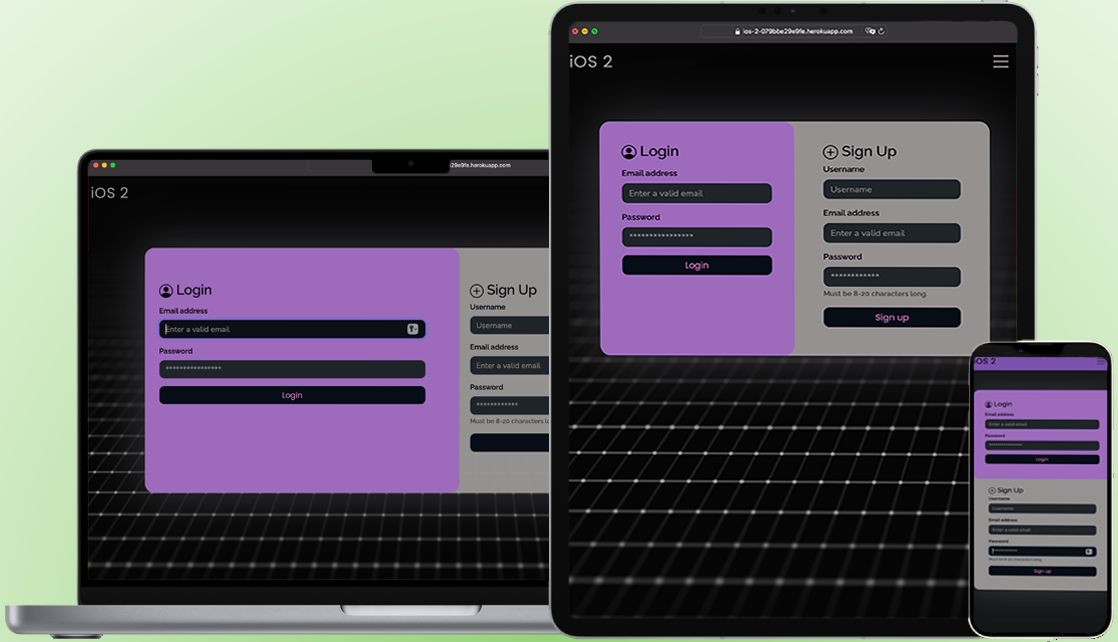 29e9fe.herokuapp.com
iOS 2
Login
Email address
Enter a valid email
Password
****************
Login
Sign Up
Username
Username
Email address
Enter a valid email
Password
************
Must be 8-20 characters lo
ios-2-079bbe29e9fe.herokuapp.com
iOS 2
Login
Email address
Enter a valid email
Password
****************
Login
Sign Up
Username
Username
Email address
Enter a valid email
Password
************
Must be 8-20 characters long.
Sign up
iOS 2
Login
Email address
Enter a valid email
Password
Login
Sign Up
Username
Username
Email address
Enter a valid email
Password
Must be 8-20 characters long.
Sign up